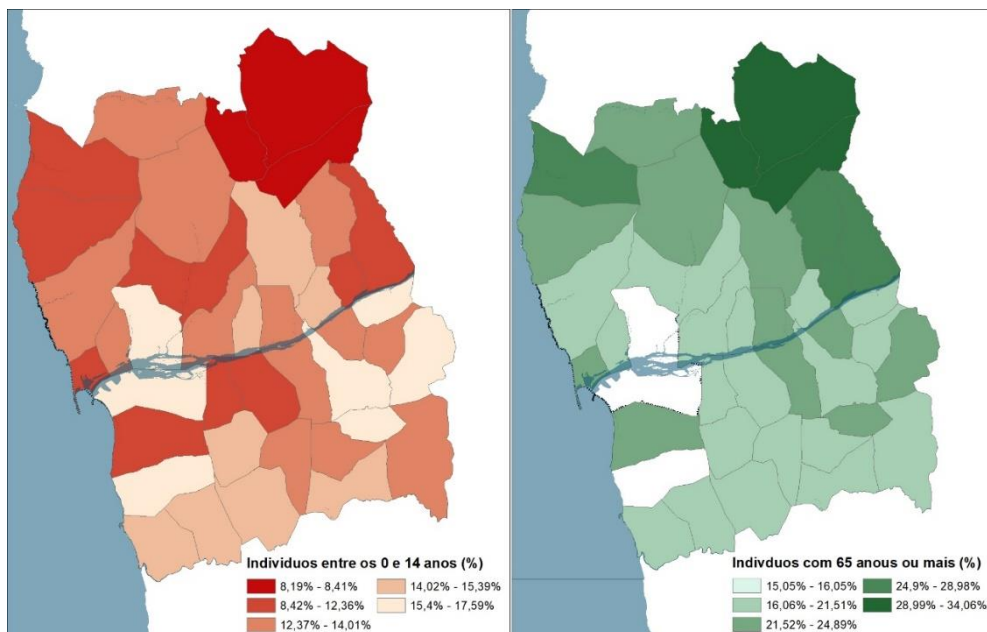 Individuos entre os 0 e 14 anos (%)
8,19% - 8,41%
8,42% - 12,36%
12,37% - 14,01%
14,02% - 15,39%
15,4% - 17,59%
Indivduos com 65 anous ou mais (%)
15,05% - 16,05%
16,06% - 21,51%
21,52% - 24,89%
24,9% - 28,98%
28,99% - 34,06%